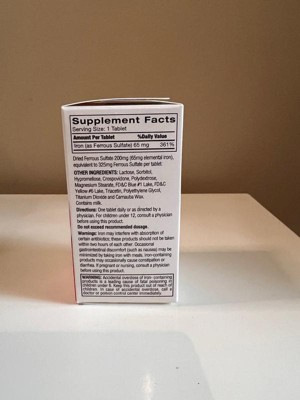 Supplement Facts
Serving Size: 1 Tablet
Amount Per Tablet %Daily Value
Iron (as Ferrous Sulfate) 65 mg 361%
Dried Ferrous Sulfate 200mg (65mg elemental iron),
equivalent to 325mg Ferrous Sulfate per tablet
OTHER INGREDIENTS: Lactose, Sorbitol,
Hypromellose, Crospovidone, Polydextrose,
Magnesium Stearate, FD&C Blue #1 Lake, FD&C
Yellow #6 Lake, Triacetin, Polyethylene Glycol,
Titanium Dioxide and Carnauba Wax.
Contains milk.
Directions: One tablet daily or as directed by a
physician. For children under 12, consult a physician
before using this product.
Do not exceed recommended dosage.
Warnings: Iron may interfere with absorption of
certain antibiotics; these products should not be taken
within two hours of each other. Occasional
gastrointestinal discomfort (such as nausea) may be
minimized by taking iron with meals. Iron-containing
products may occasionally cause constipation or
diarrhea. If pregnant or nursing, consult a physician
before using this product.
WARNING: Accidental overdose of iron-containing
products is a leading cause of fatal poisoning in
children under 6. Keep this product out of reach of
children. In case of accidental overdose, call a
doctor or poison control center immediately.